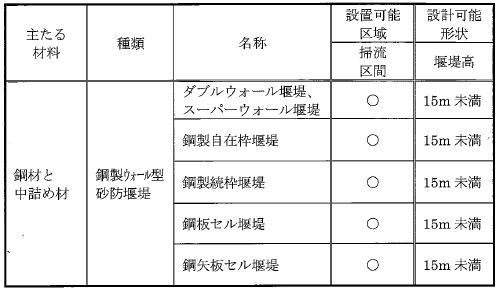 主たる
材料
種類
名称
設置可能
区域
掃流
区間
設計可能
形状
堰堤高
鋼材と
中詰め材
鋼製ウォール型
砂防堰堤
ダブルウォール堰堤、
スーパーウォール堰堤
○
15m 未満
鋼製自在枠堰堤
○
15m 未満
鋼製続枠堰堤
○
15m 未満
鋼板セル堰堤
○
15m 未満
鋼矢板セル堰堤
○
15m 未満